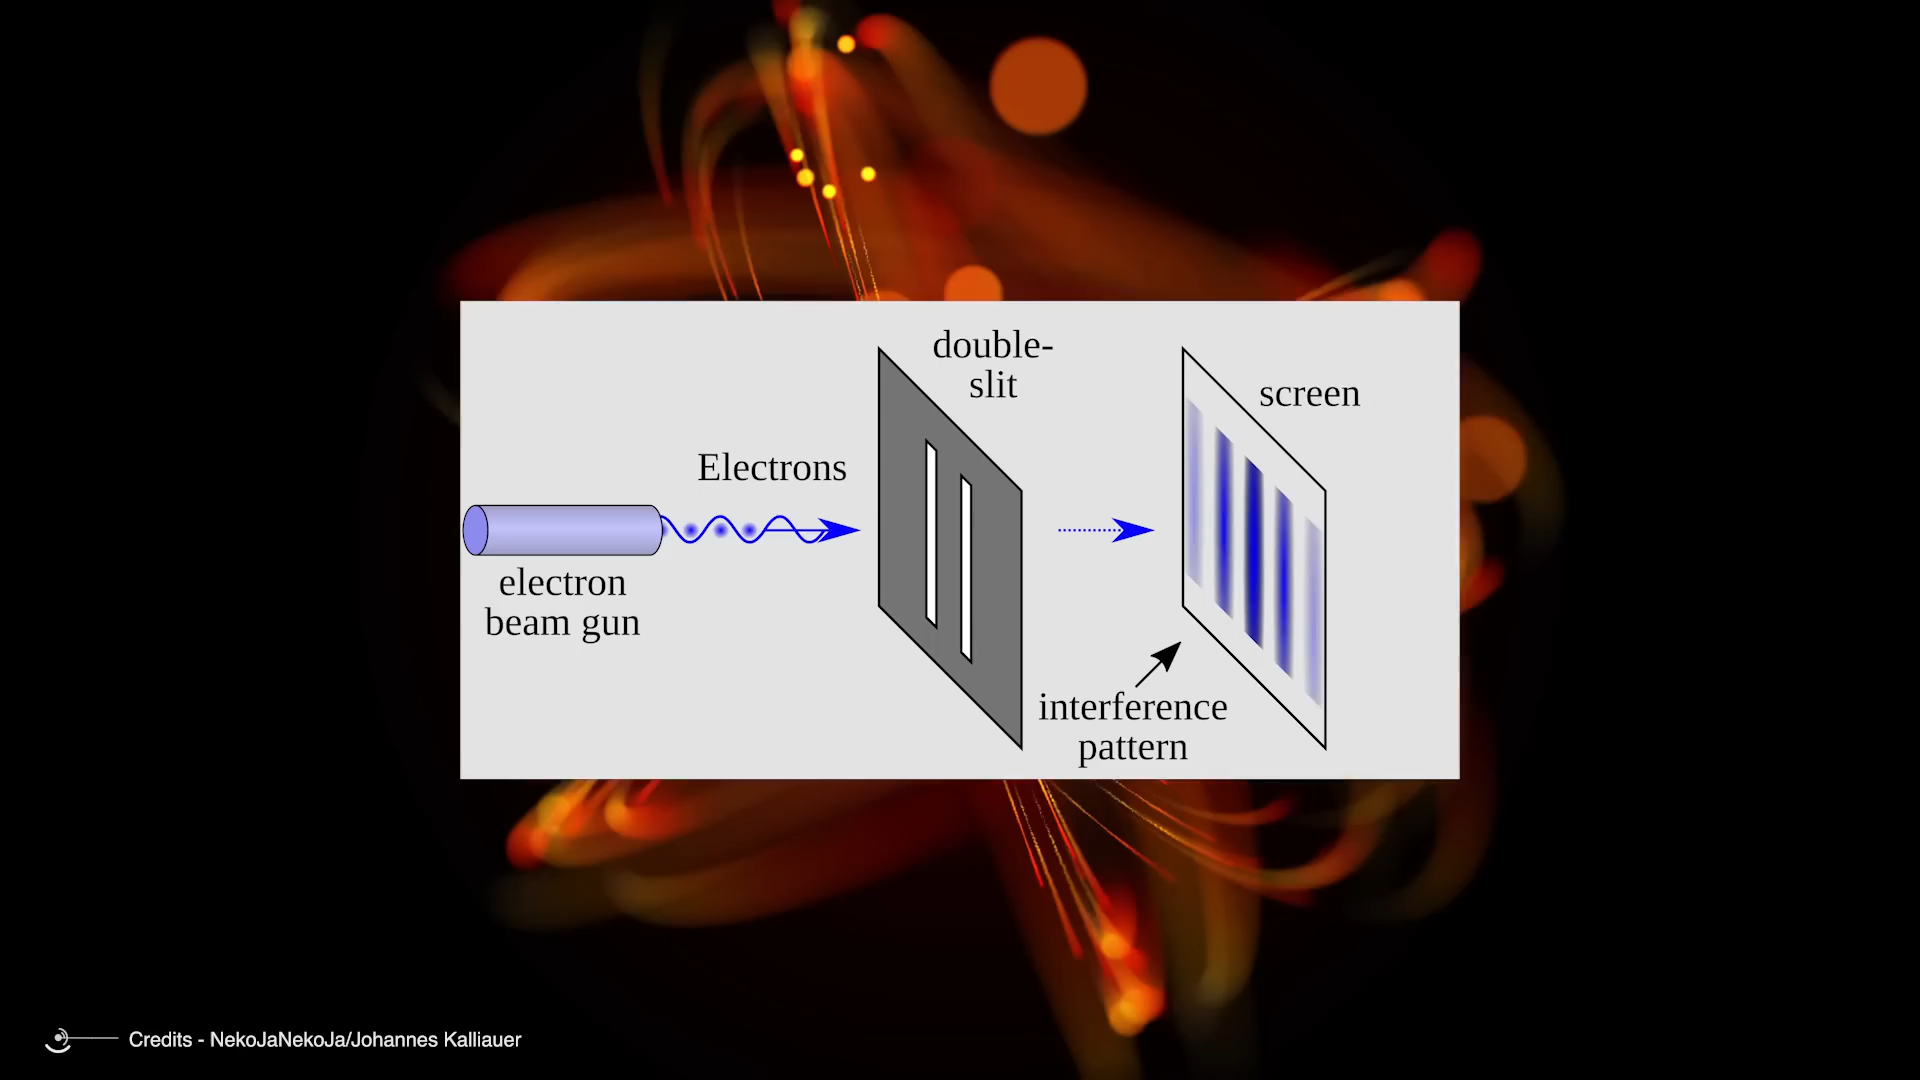 double-
slit
screen
Electrons
electron
beam gun
interference
pattern
Credits - NekoJaNekoJa/Johannes Kalliauer